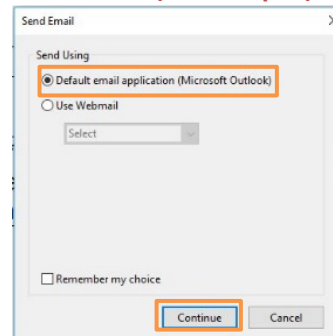 Send Email
Send Using
Default email application (Microsoft Outlook)
Use Webmail
Select
Remember my choice
Continue
Cancel